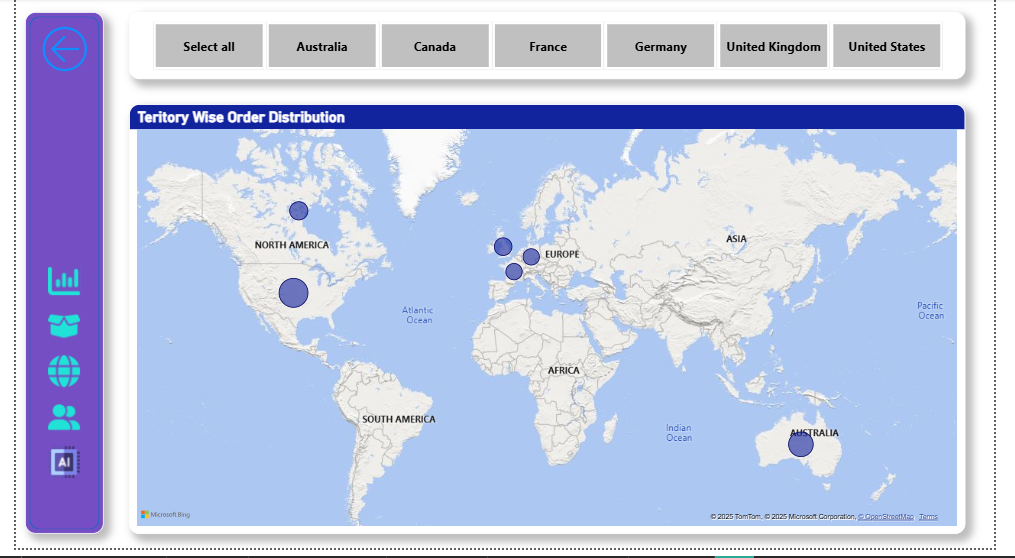 Select all
Australia
Canada
France
Germany
United Kingdom
United States
Teritory Wise Order Distribution
NORTH AMERICA
EUROPE
ASIA
Atlantic
Ocean
Pacific
Ocean
AFRICA
SOUTH AMERICA
Indian
Ocean
AUSTRALIA
AI
Microsoft Bing
© 2025 TomTom, © 2025 Microsoft Corporation, © OpenStreetMap Terms